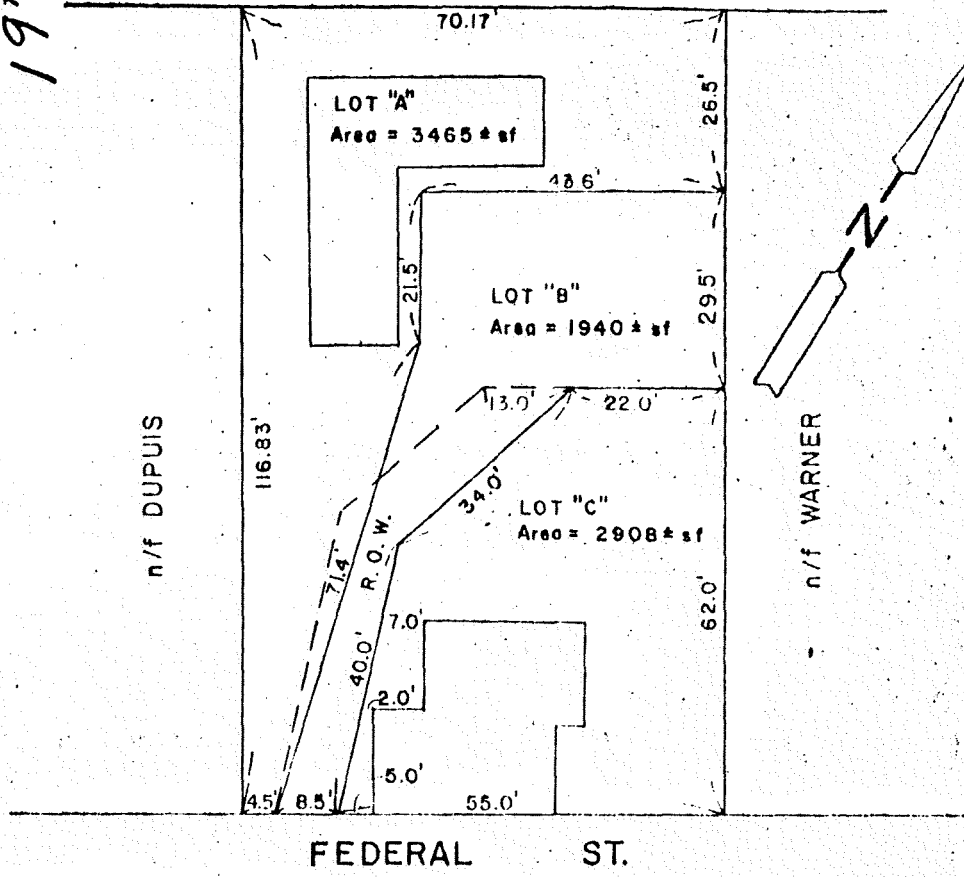 19
70.17'
LOT "A"
Area = 3465 ± sf
26.5'
43.6'
21.5'
LOT "B"
Area = 1940 ± sf
29.5'
N
13.0'
22.0'
116.83'
n/f DUPUIS
n/f WARNER
34.0'
LOT "C"
Area = 2908 ± sf
R. O. W.
71.4'
62.0'
7.0'
40.0'
2.0'
5.0'
4.5'
8.5'
55.0'
FEDERAL ST.